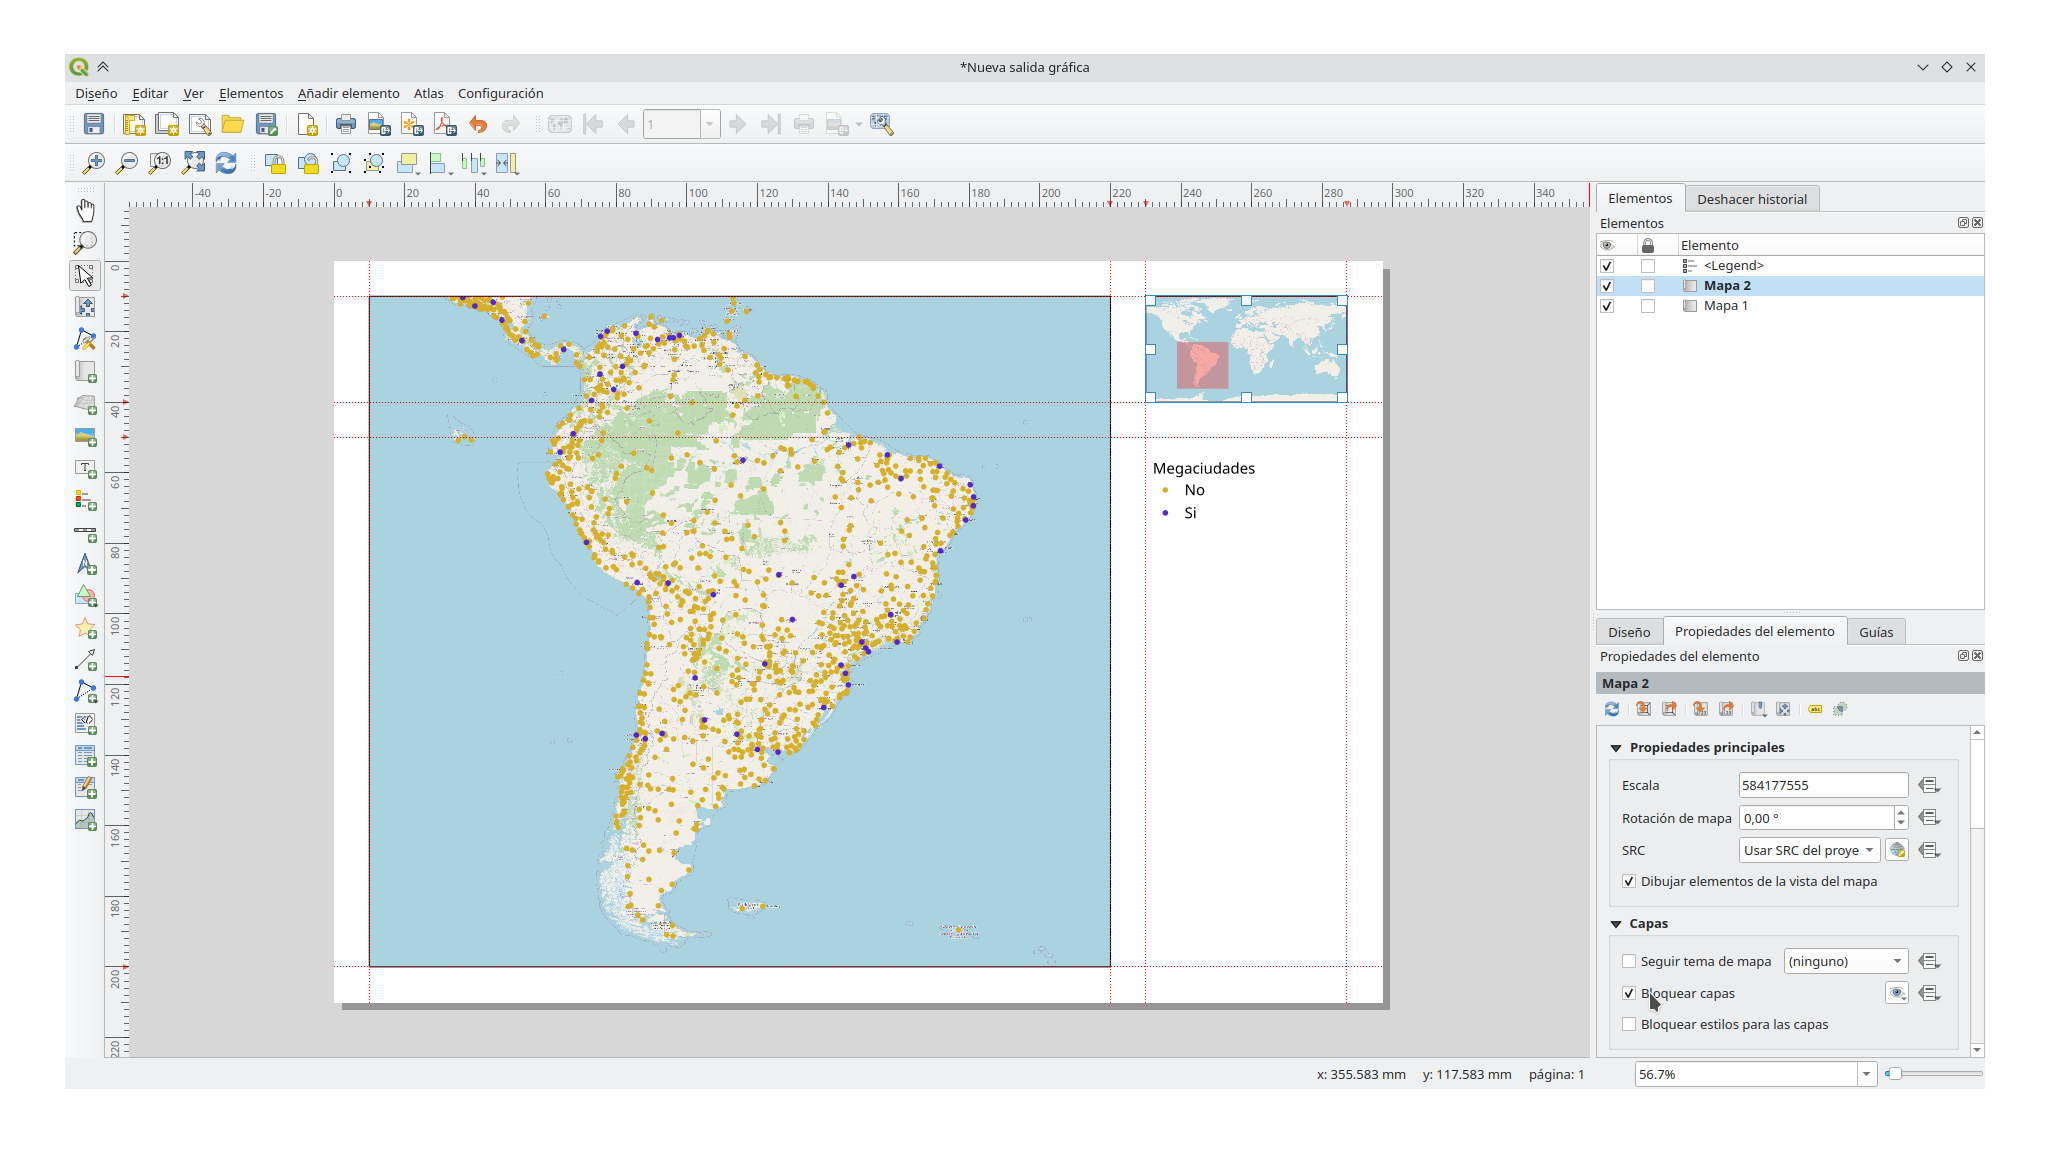 *Nueva salida gráfica
Diseño Editar Ver Elementos Añadir elemento Atlas Configuración
1
1:1
-40 -20 0 20 40 60 80 100 120 140 160 180 200 220 240 260 280 300 320 340
0
20
40
60
80
100
120
140
160
180
200
220
Megaciudades
No
Si
Elementos Deshacer historial
Elementos
Elemento
<Legend>
Mapa 2
Mapa 1
Diseño Propiedades del elemento Guías
Propiedades del elemento
Mapa 2
abc
Propiedades principales
Escala 584177555
Rotación de mapa 0,00 °
SRC Usar SRC del proye
Dibujar elementos de la vista del mapa
Capas
Seguir tema de mapa (ninguno)
Bloquear capas
Bloquear estilos para las capas
x: 355.583 mm y: 117.583 mm página: 1 56.7%